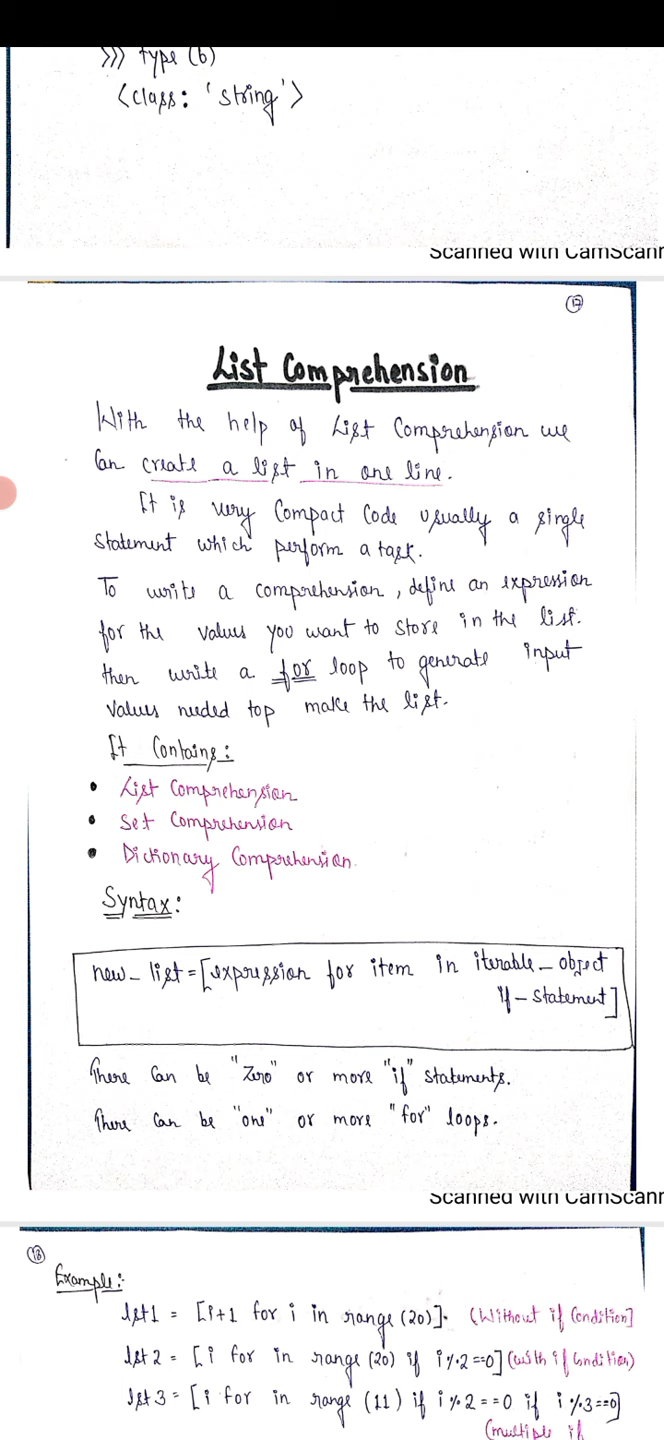 >>> type (b)
<class: 'string'>
Scanned with CamScann
17
List Comprehension
With the help of List Comprehension we
Can create a list in one line.
It is very Compact Code usually a single
Statement which perform a task.
To write a comprehension, define an expression
for the values you want to store in the list.
then write a for loop to generate input
values needed top make the list.
It Contains:
• List Comprehension
• Set Comprehension
• Dictionary Comprehension.
Syntax:
new_list = [expression for item in iterable_object
if-statement]
There Can be "Zero" or more "if" statements.
There Can be "one" or more "for" loops.
Scanned with CamScann
18
Example:
lst1 = [i+1 for i in range (20)]. (Without if Condition]
lst2 = [i for in range (20) if i%2==0] (with if Condition)
lst3 = [i for in range (11) if i%2==0 if i%3==0]
(multiple if